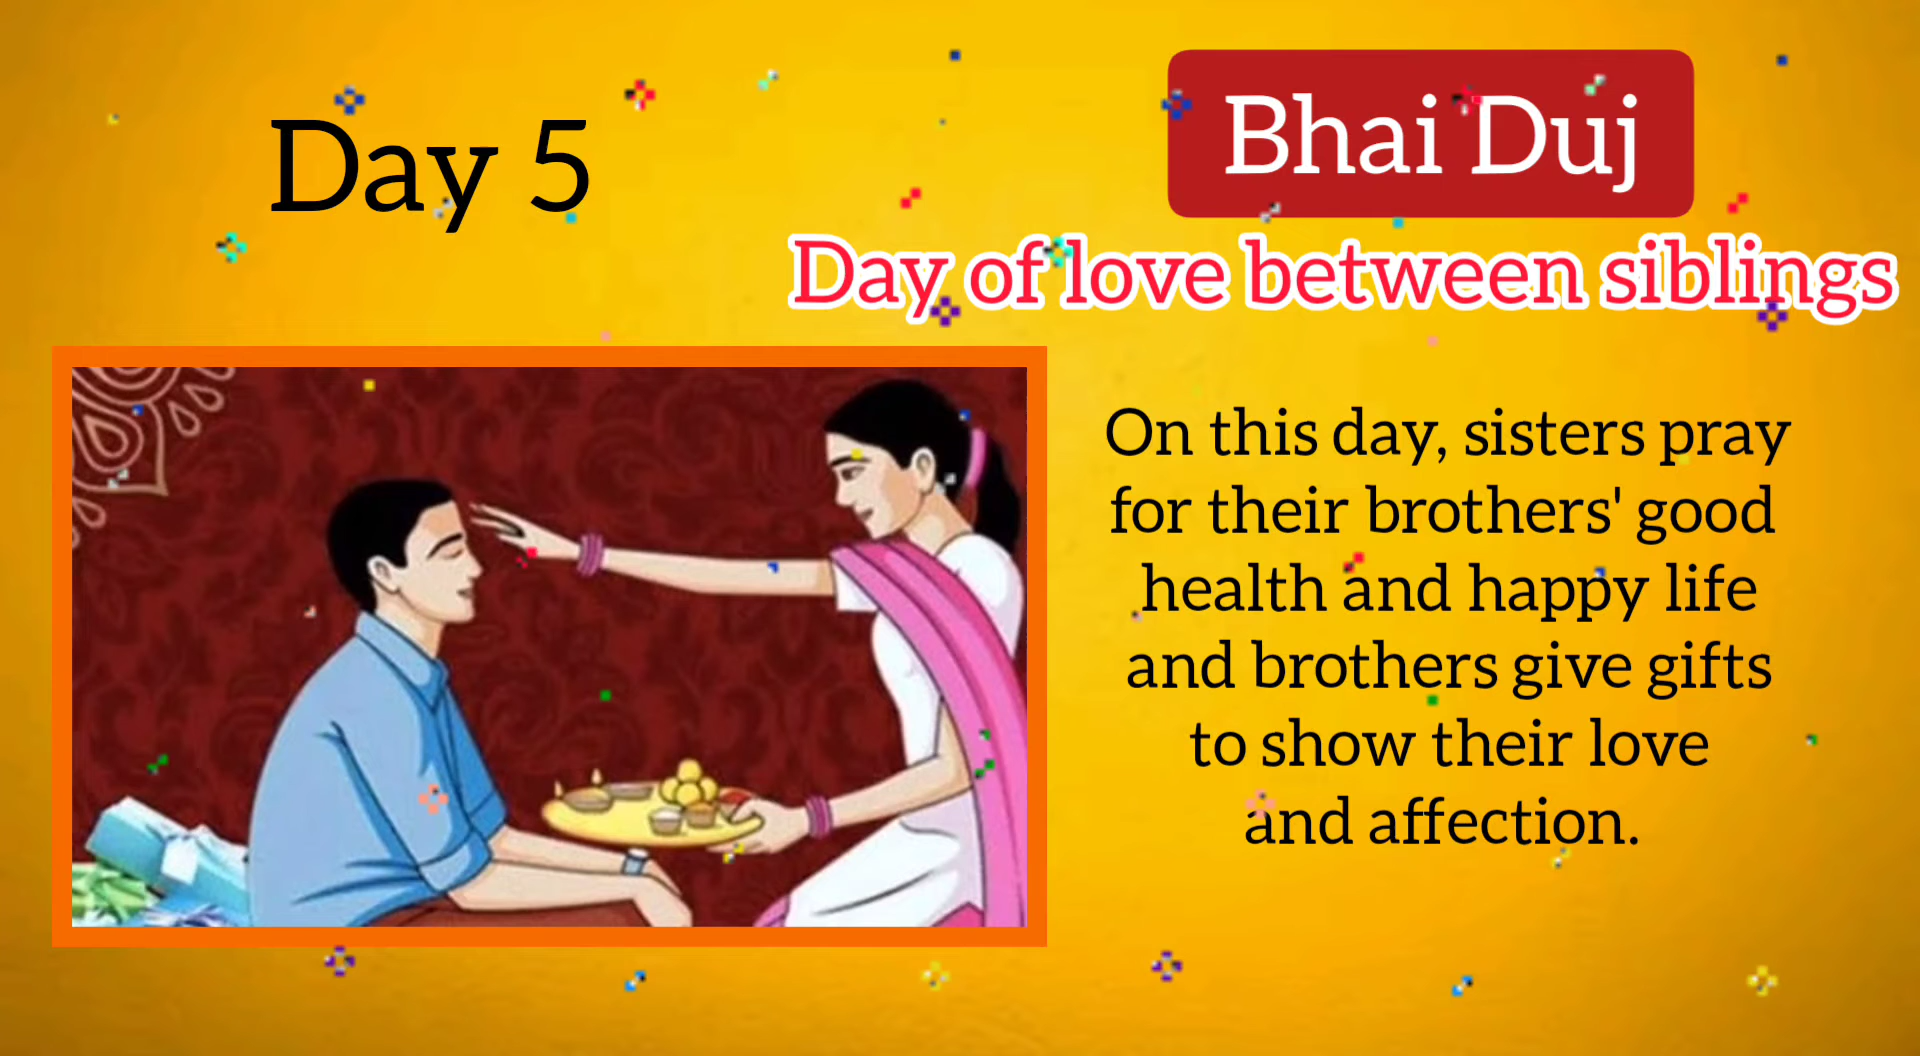 Day 5
Bhai Duj
Day of love between siblings
On this day, sisters pray
for their brothers' good
health and happy life
and brothers give gifts
to show their love
and affection.